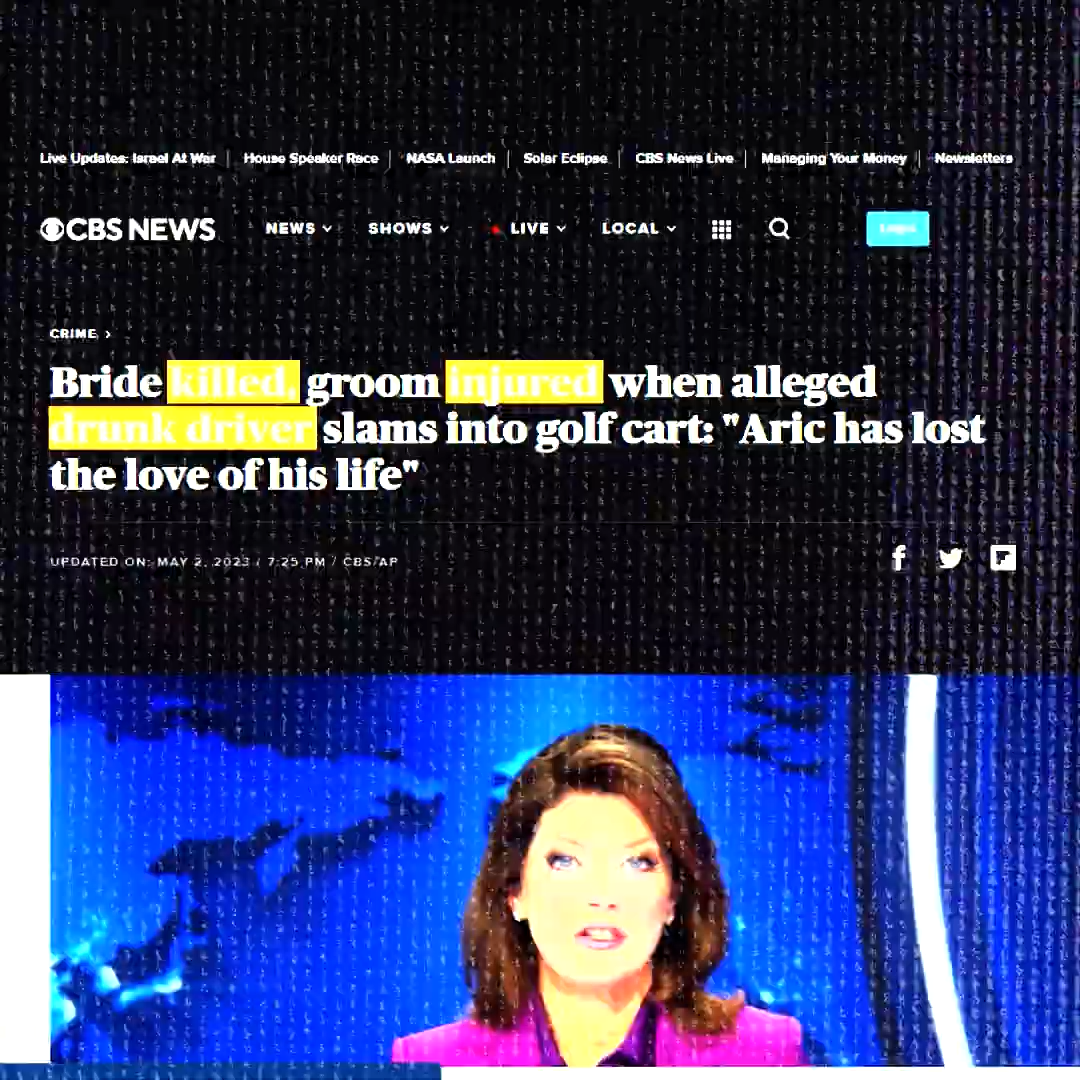 Live Updates: Israel At War House Speaker Race NASA Launch Solar Eclipse CBS News Live Managing Your Money Newsletters
CBS NEWS NEWS SHOWS LIVE LOCAL Login
CRIME
Bride killed, groom injured when alleged
drunk driver slams into golf cart: "Aric has lost
the love of his life"
UPDATED ON: MAY 2, 2023 / 7:25 PM / CBS/AP